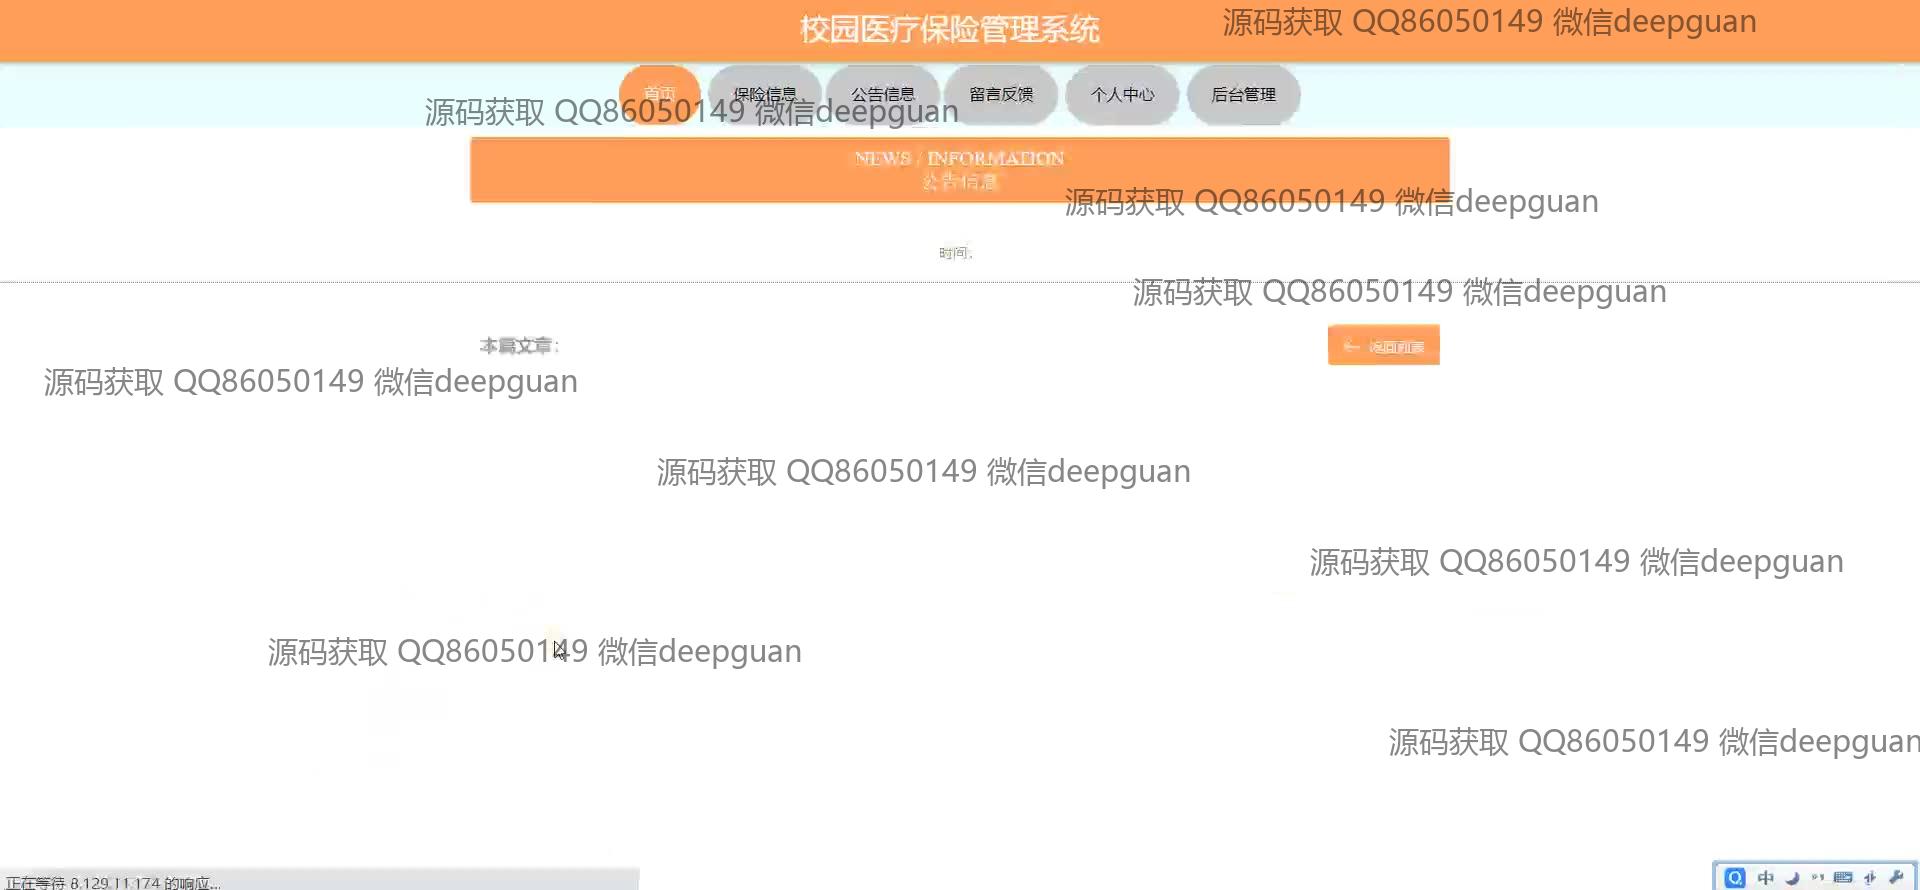 校园医疗保险管理系统
源码获取 QQ86050149 微信deepguan
首页 保险信息 公告信息 留言反馈 个人中心 后台管理
源码获取 QQ86050149 微信deepguan
NEWS / INFORMATION
公告信息
源码获取 QQ86050149 微信deepguan
时间:
源码获取 QQ86050149 微信deepguan
本篇文章：
返回列表
源码获取 QQ86050149 微信deepguan
源码获取 QQ86050149 微信deepguan
源码获取 QQ86050149 微信deepguan
源码获取 QQ86050149 微信deepguan
源码获取 QQ86050149 微信deepguan
正在等待 8.129.11.174 的响应...
中